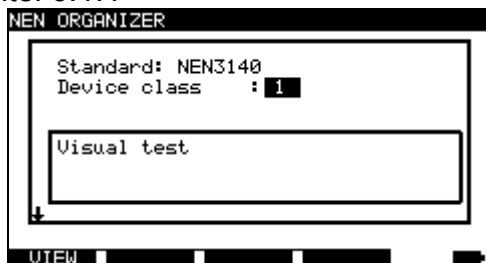 NEN ORGANIZER
Standard: NEN3140
Device class : 1
Visual test
VIEW